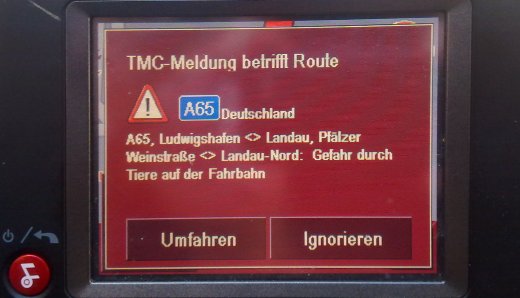 TMC-Meldung betrifft Route
A65 Deutschland
A65, Ludwigshafen <> Landau, Pfälzer
Weinstraße <> Landau-Nord: Gefahr durch
Tiere auf der Fahrbahn
Umfahren Ignorieren